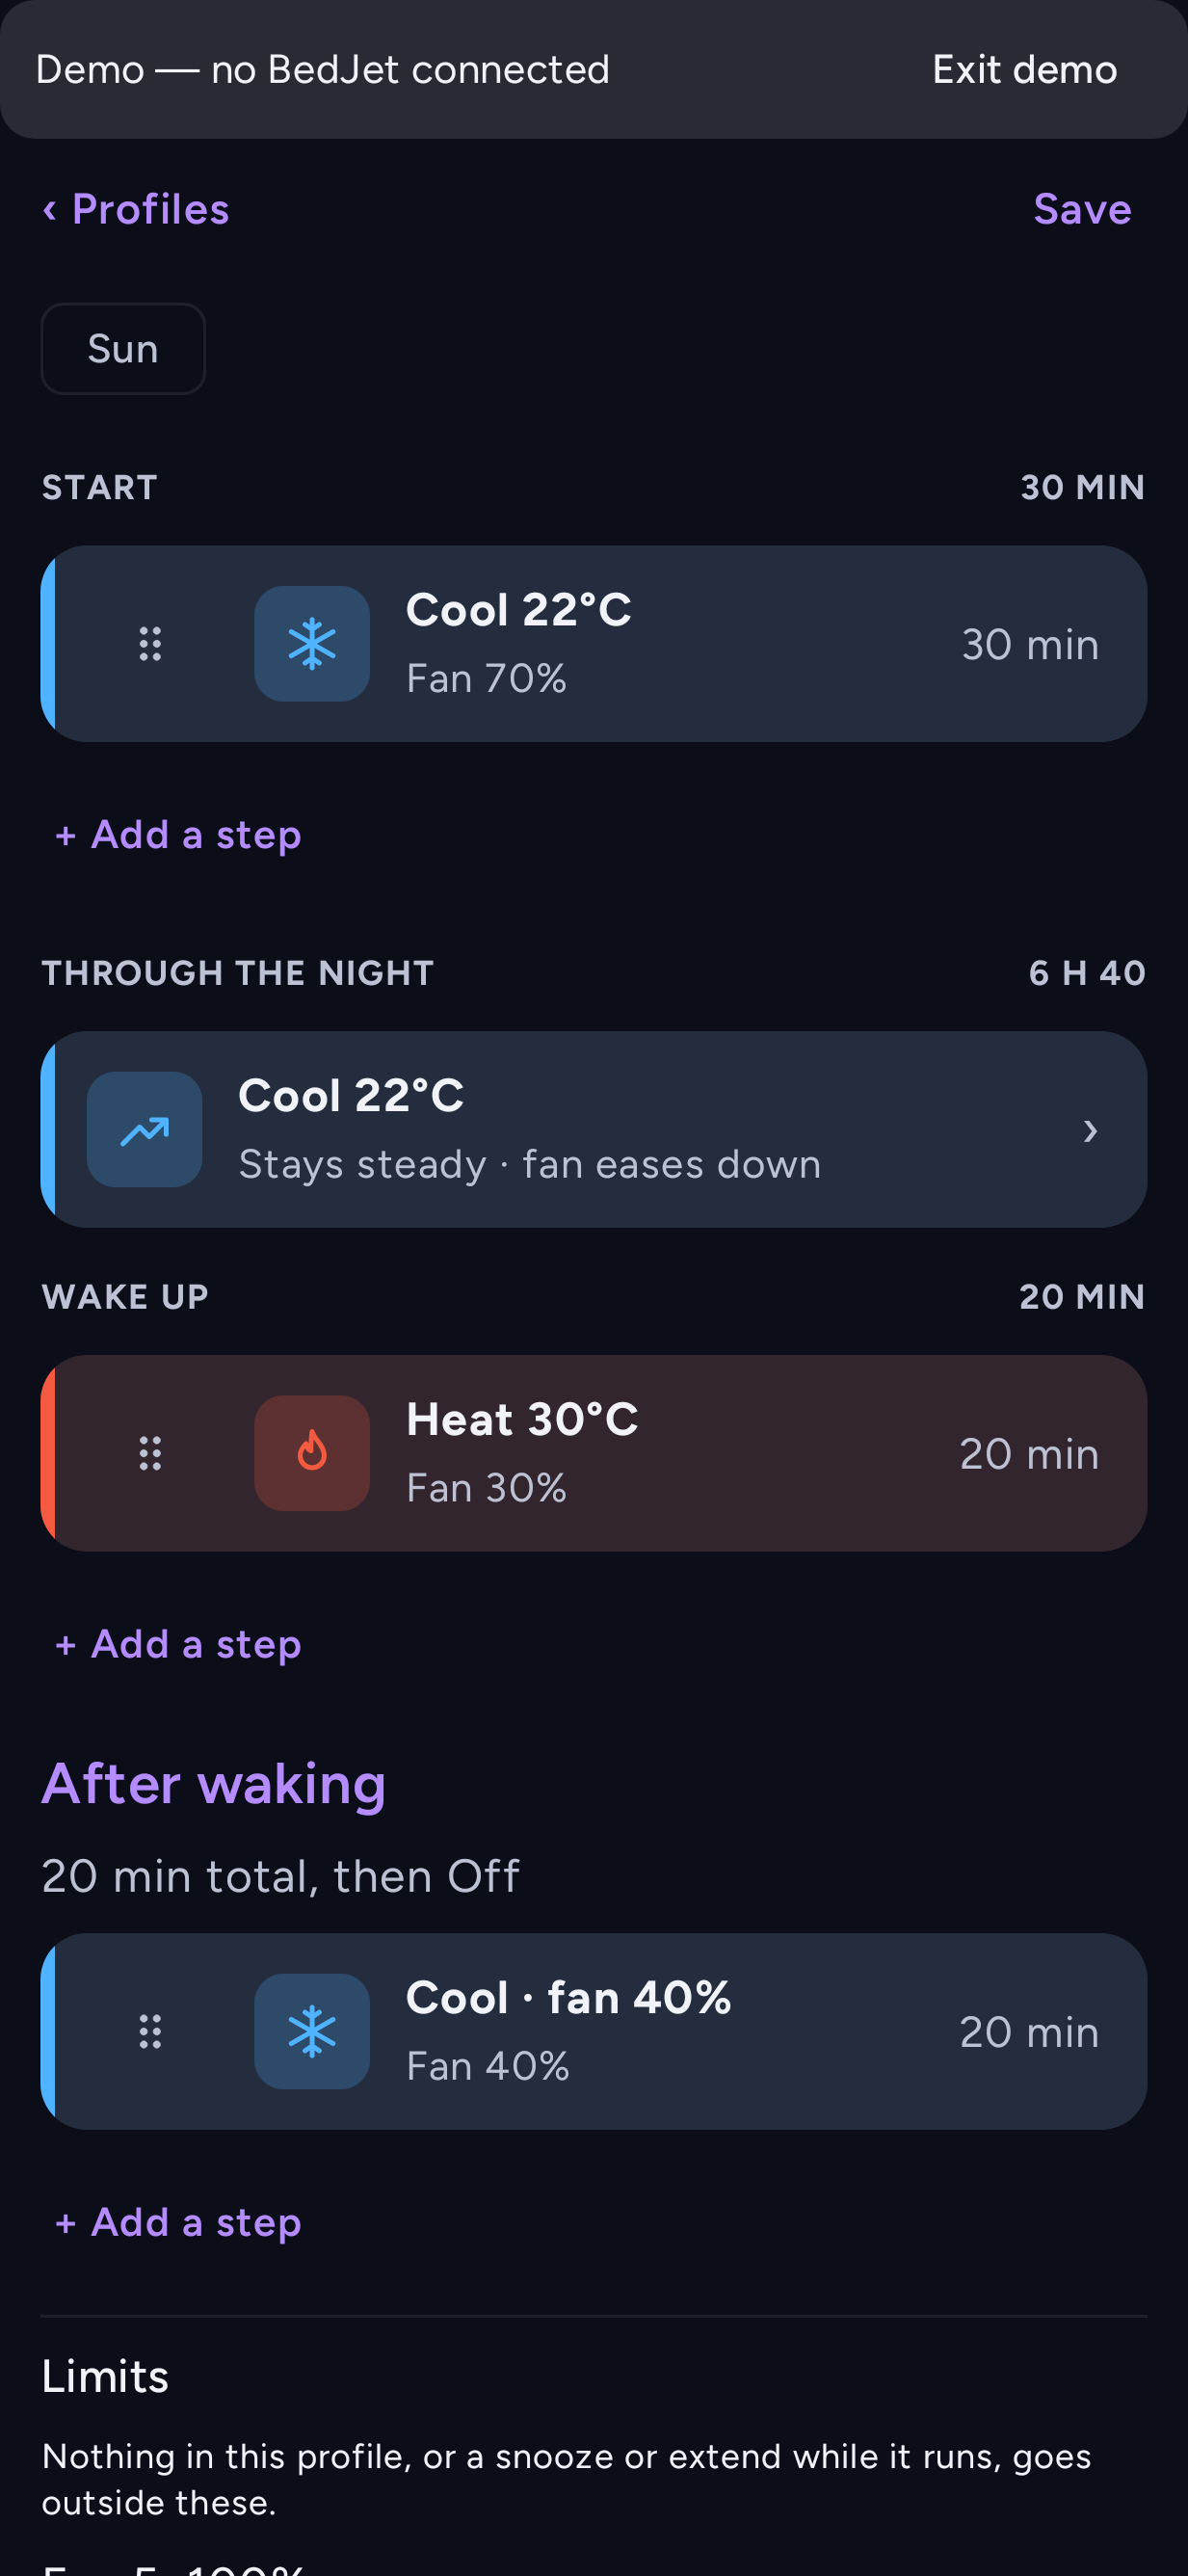 Demo — no BedJet connected
Exit demo
‹ Profiles
Save
Sun
START
30 MIN
Cool 22°C
Fan 70%
30 min
+ Add a step
THROUGH THE NIGHT
6 H 40
Cool 22°C
Stays steady · fan eases down
›
WAKE UP
20 MIN
Heat 30°C
Fan 30%
20 min
+ Add a step
After waking
20 min total, then Off
Cool · fan 40%
Fan 40%
20 min
+ Add a step
Limits
Nothing in this profile, or a snooze or extend while it runs, goes
outside these.